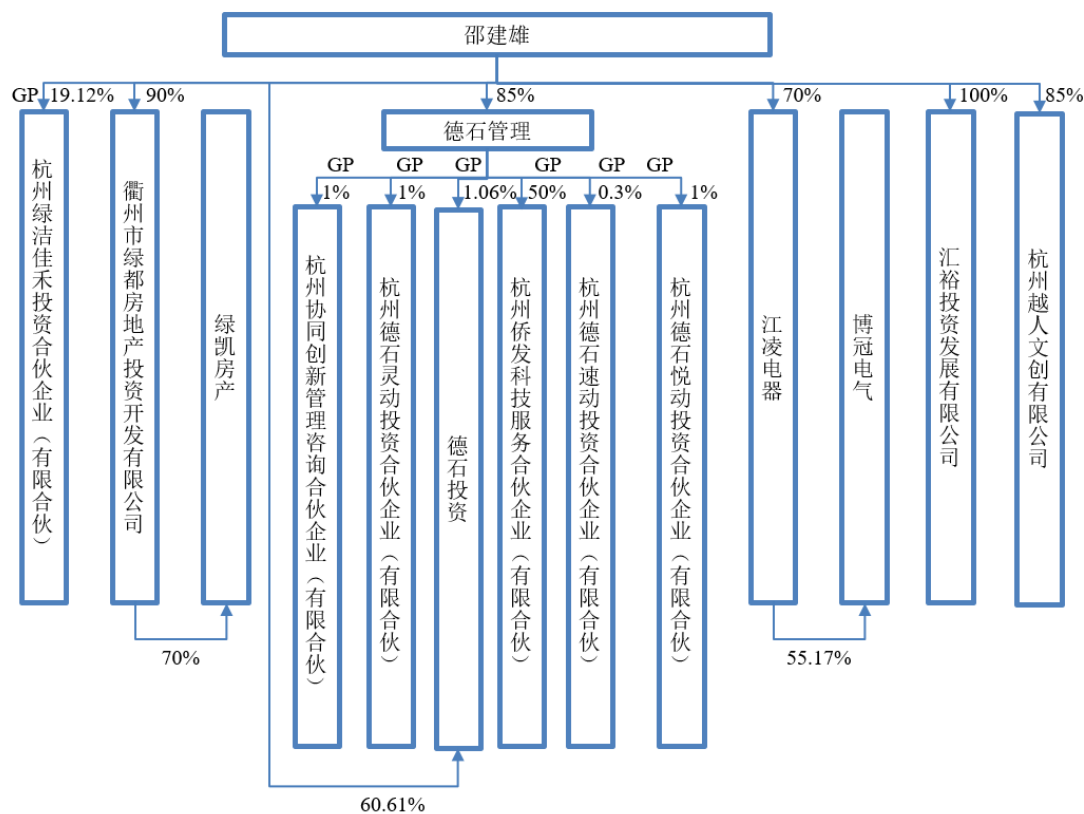 邵建雄
GP 19.12%
90%
85%
70%
100%
85%
德石管理
GP
GP
GP
GP
GP
GP
1%
1%
1.06%
50%
0.3%
1%
杭州绿洁佳禾投资合伙企业（有限合伙）
衢州市绿都房地产投资开发有限公司
绿凯房产
杭州协同创新管理咨询合伙企业（有限合伙）
杭州德石灵动投资合伙企业（有限合伙）
德石投资
杭州侨发科技服务合伙企业（有限合伙）
杭州德石速动投资合伙企业（有限合伙）
杭州德石悦动投资合伙企业（有限合伙）
江凌电器
博冠电气
汇裕投资发展有限公司
杭州越人文创有限公司
70%
55.17%
60.61%